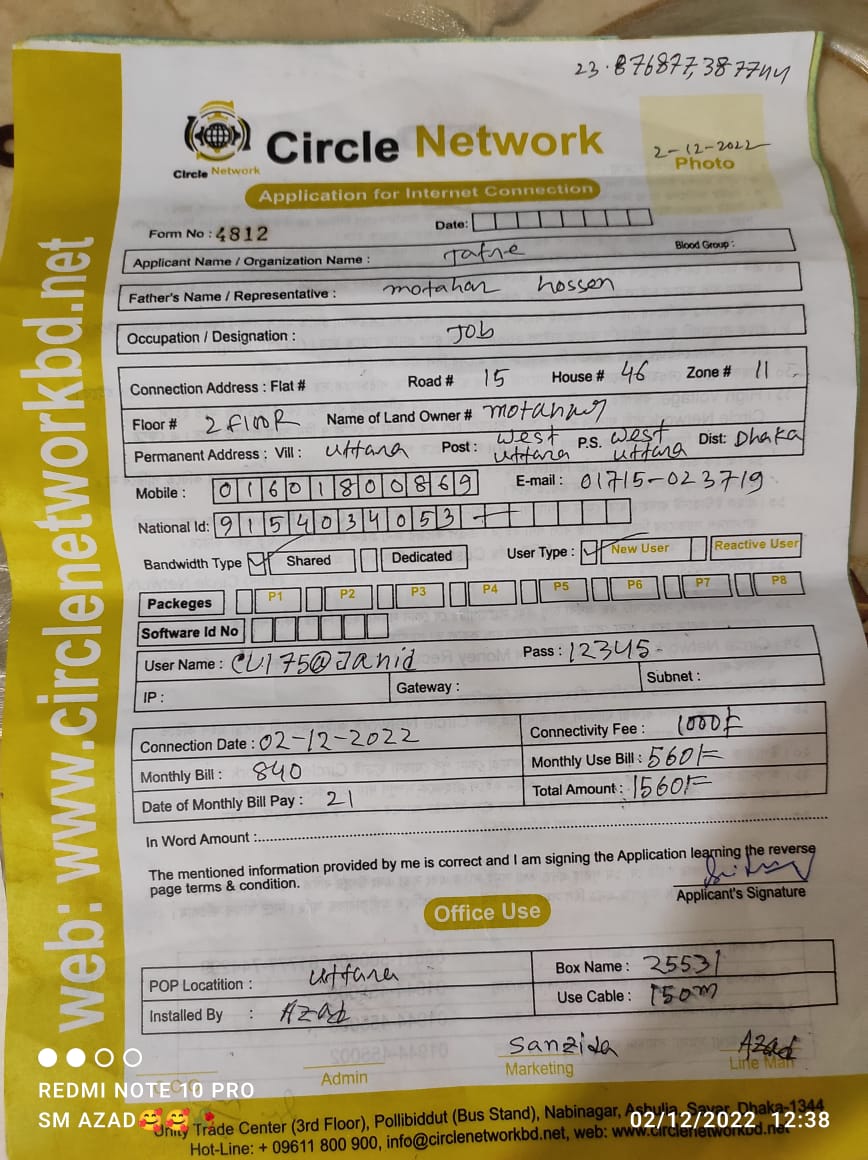 23.876877,387744
Circle Network
Circle Network
2-12-2022
Photo
Application for Internet Connection
web: www.circlenetworkbd.net
Form No : 4812
Date:
Applicant Name / Organization Name :
Blood Group :
Father's Name / Representative : motahar hossen
Occupation / Designation : Job
Connection Address : Flat # Road # 15 House # 46 Zone # 11
Floor # 2 FlOOR Name of Land Owner #
Permanent Address : Vill : uttara Post : west uttara P.S. west uttara Dist: Dhaka
Mobile : 01601800869 E-mail : 01715-023719
National Id: 9154034053
Bandwidth Type Shared Dedicated User Type : New User Reactive User
Packeges P1 P2 P3 P4 P5 P6 P7 P8
Software Id No
User Name : Pass : 12345-
IP : Gateway : Subnet :
Connection Date : 02-12-2022 Connectivity Fee : 1000/=
Monthly Bill : 840 Monthly Use Bill : 560/=
Date of Monthly Bill Pay : 21 Total Amount : 1560/=
In Word Amount :
The mentioned information provided by me is correct and I am signing the Application learning the reverse
page terms & condition.
Applicant's Signature
Office Use
POP Locatition : uttara Box Name : 25531
Installed By : Azad Use Cable : 150m
Sanzida Azad
Admin Marketing Line Man
REDMI NOTE 10 PRO
SM AZAD🥰🥰
02/12/2022 12:38
Unity Trade Center (3rd Floor), Pollibiddut (Bus Stand), Nabinagar, Ashulia, Savar, Dhaka-1344
Hot-Line: + 09611 800 900, info@circlenetworkbd.net, web: www.circlenetworkbd.net